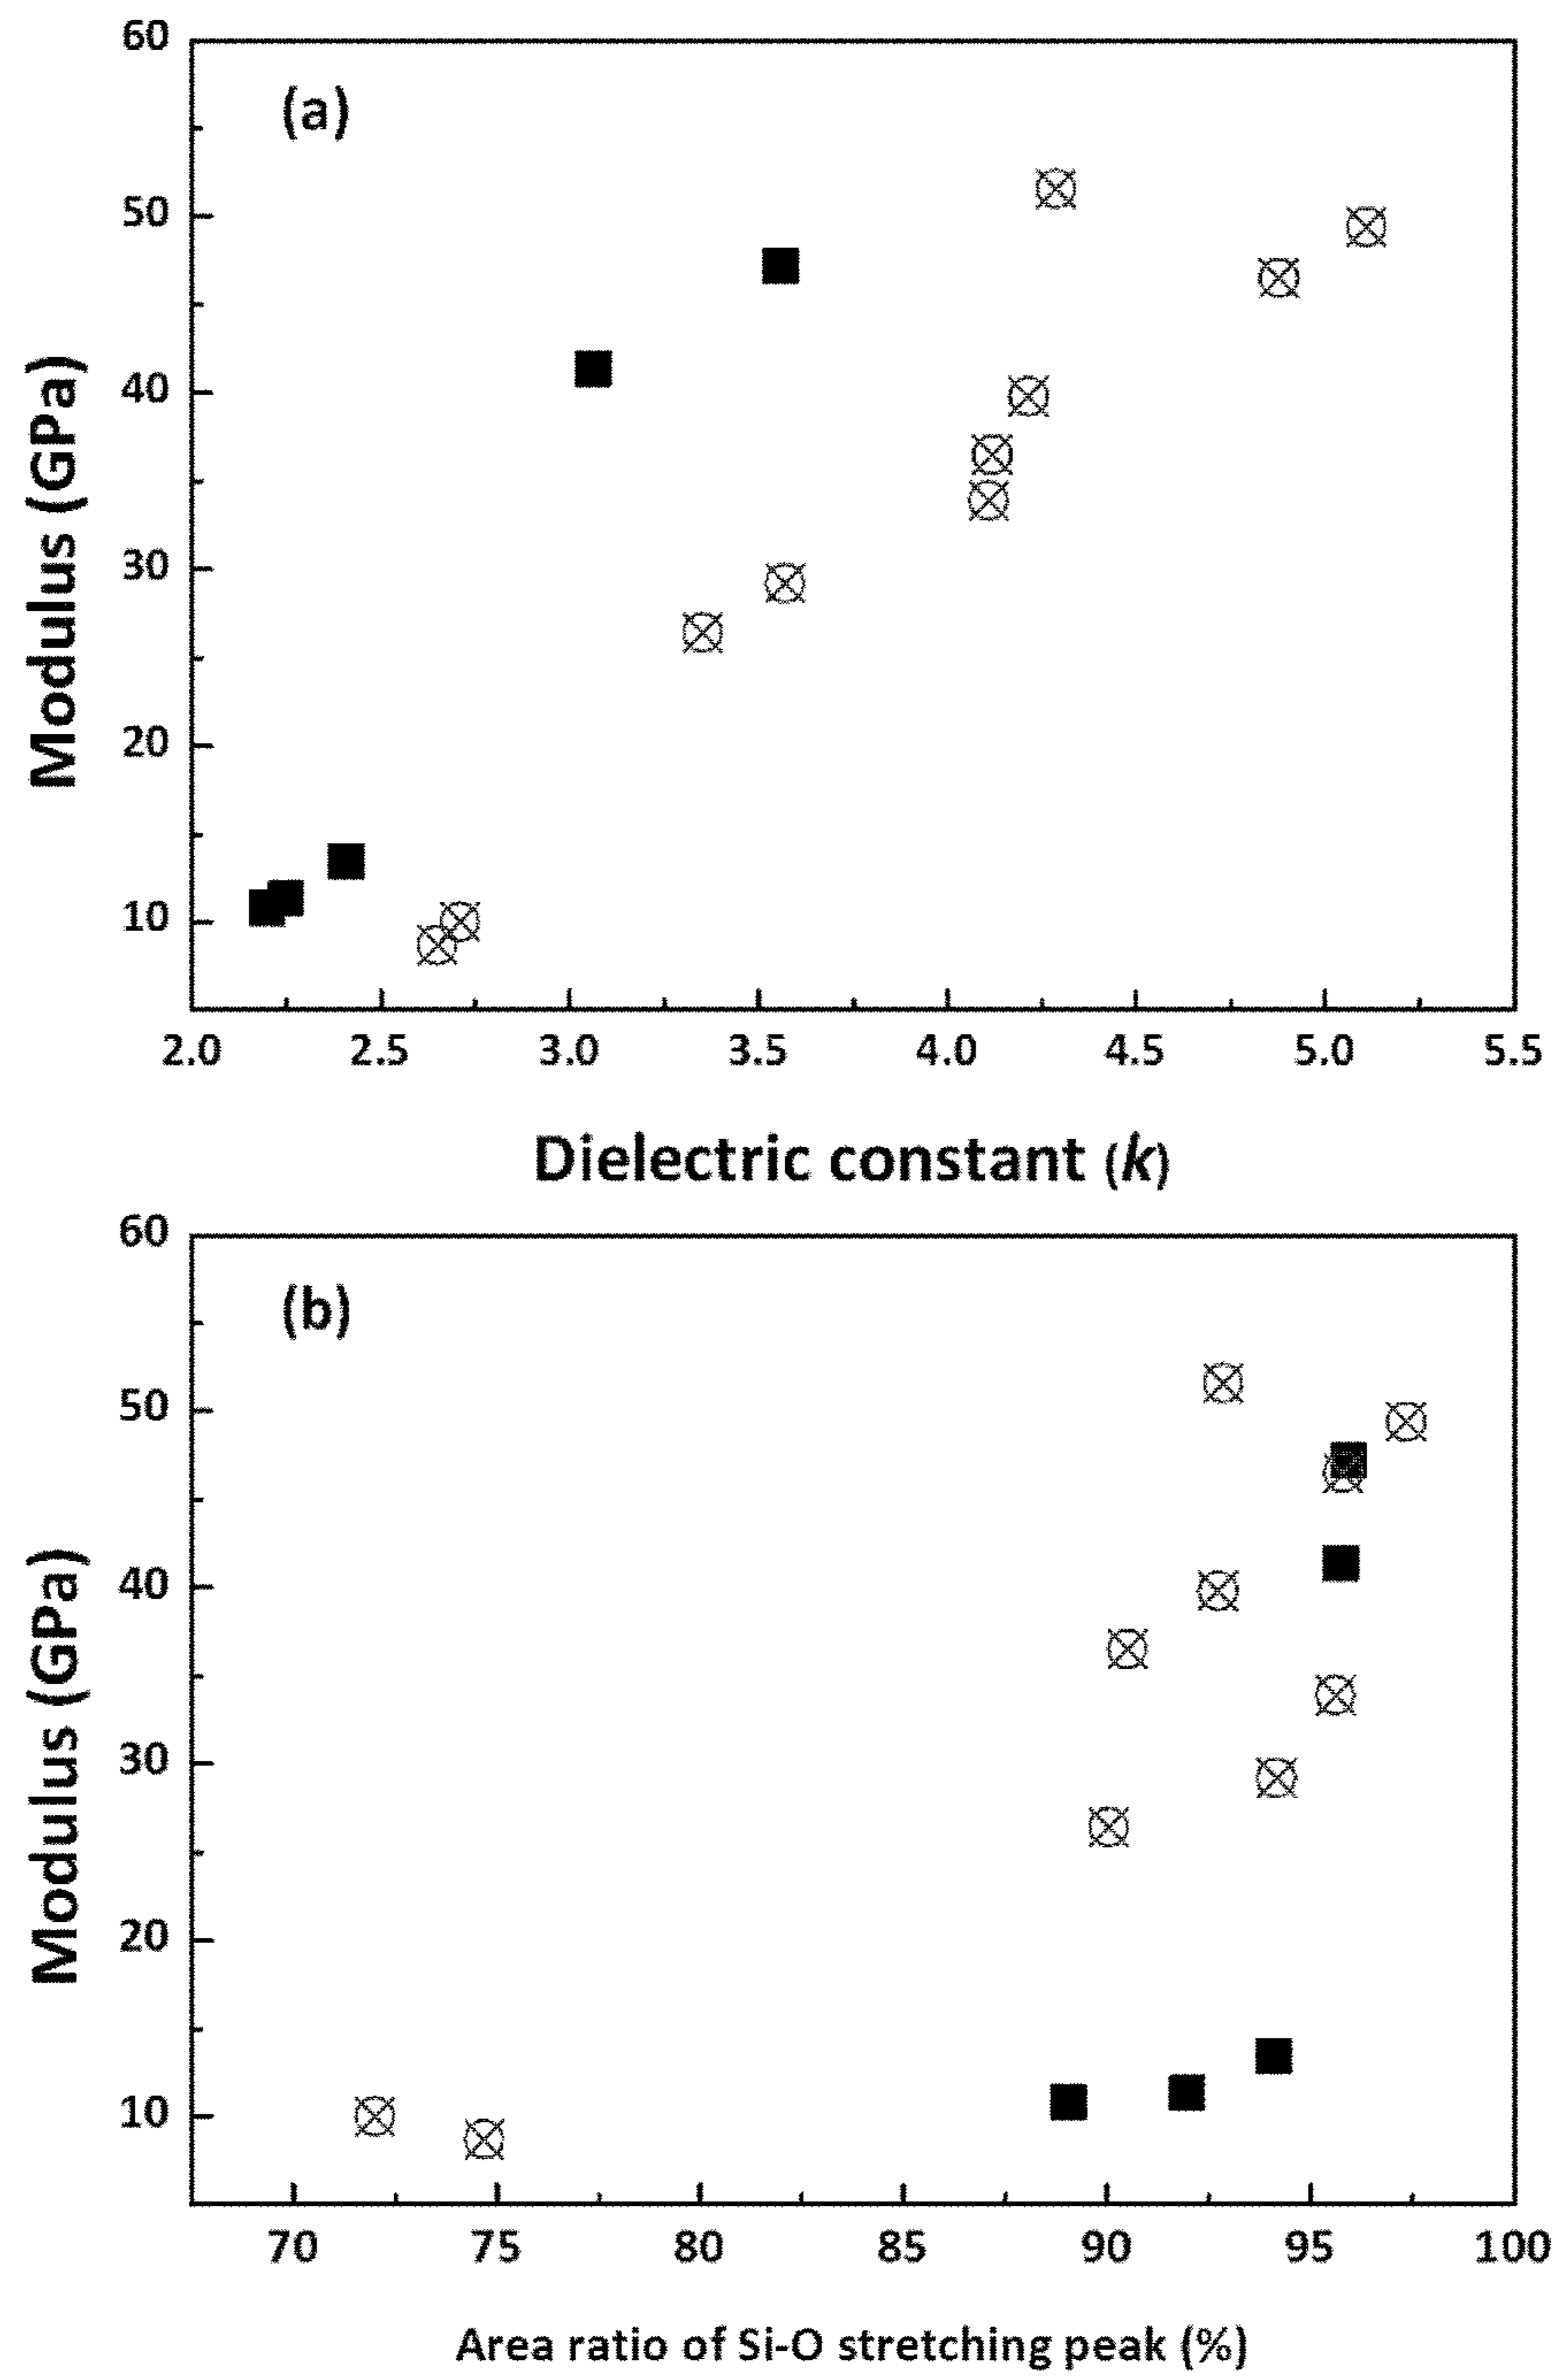 60
(a)
50
40
30
20
10
Modulus (GPa)
2.0 2.5 3.0 3.5 4.0 4.5 5.0 5.5
Dielectric constant (k)
60
(b)
50
40
30
20
10
Modulus (GPa)
70 75 80 85 90 95 100
Area ratio of Si-O stretching peak (%)